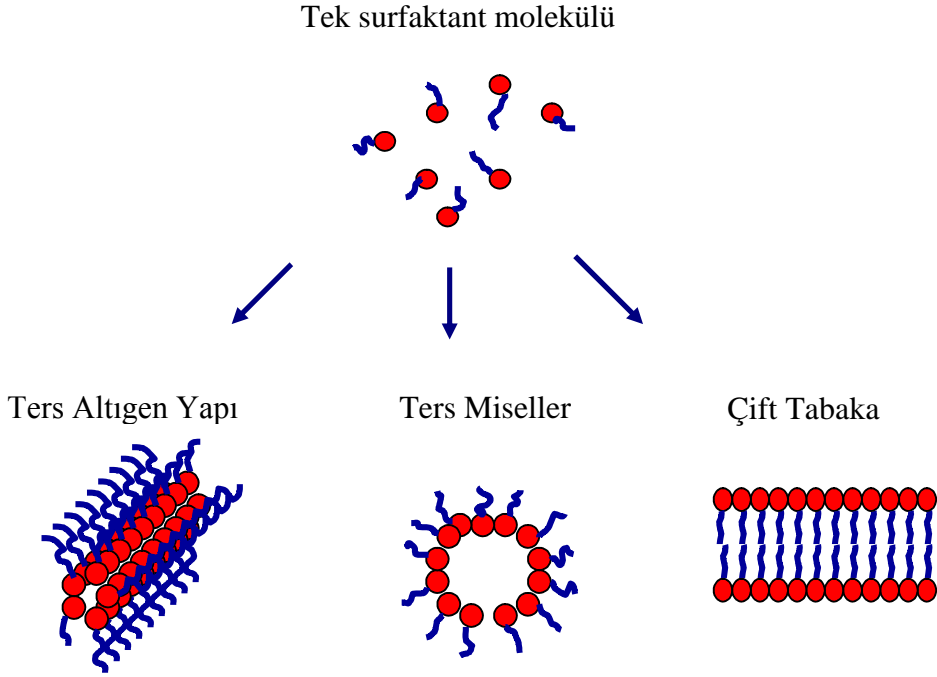 Tek surfaktant molekülü
Ters Altıgen Yapı
Ters Miseller
Çift Tabaka